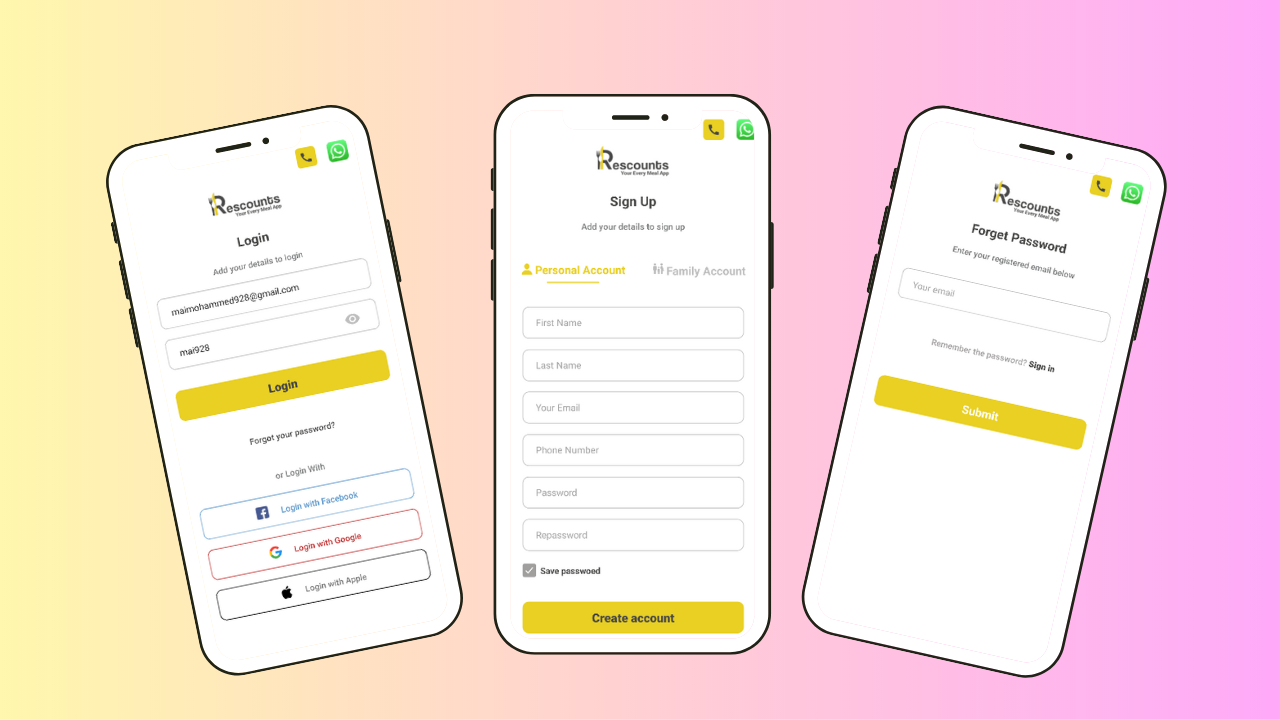 Rescounts
Your Every Meal App
Login
Add your details to login
maimohammed928@gmail.com
mai928
Login
Forgot your password?
or Login With
Login with Facebook
Login with Google
Login with Apple
Rescounts
Your Every Meal App
Sign Up
Add your details to sign up
Personal Account
Family Account
First Name
Last Name
Your Email
Phone Number
Password
Repassword
Save passwoed
Create account
Rescounts
Your Every Meal App
Forget Password
Enter your registered email below
Your email
Remember the password? Sign in
Submit